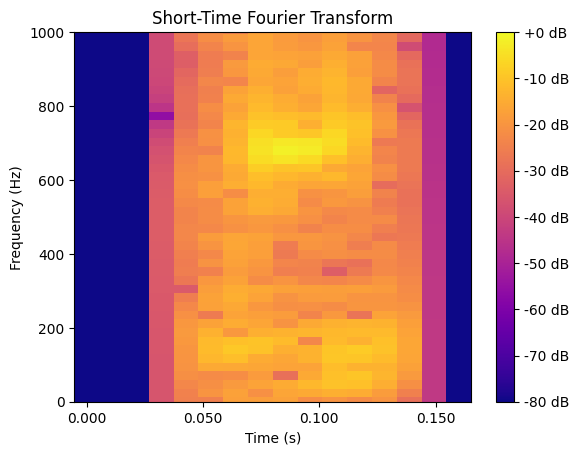 Short-Time Fourier Transform
1000
800
600
400
200
0
Frequency (Hz)
0.000
0.050
0.100
0.150
Time (s)
+0 dB
-10 dB
-20 dB
-30 dB
-40 dB
-50 dB
-60 dB
-70 dB
-80 dB